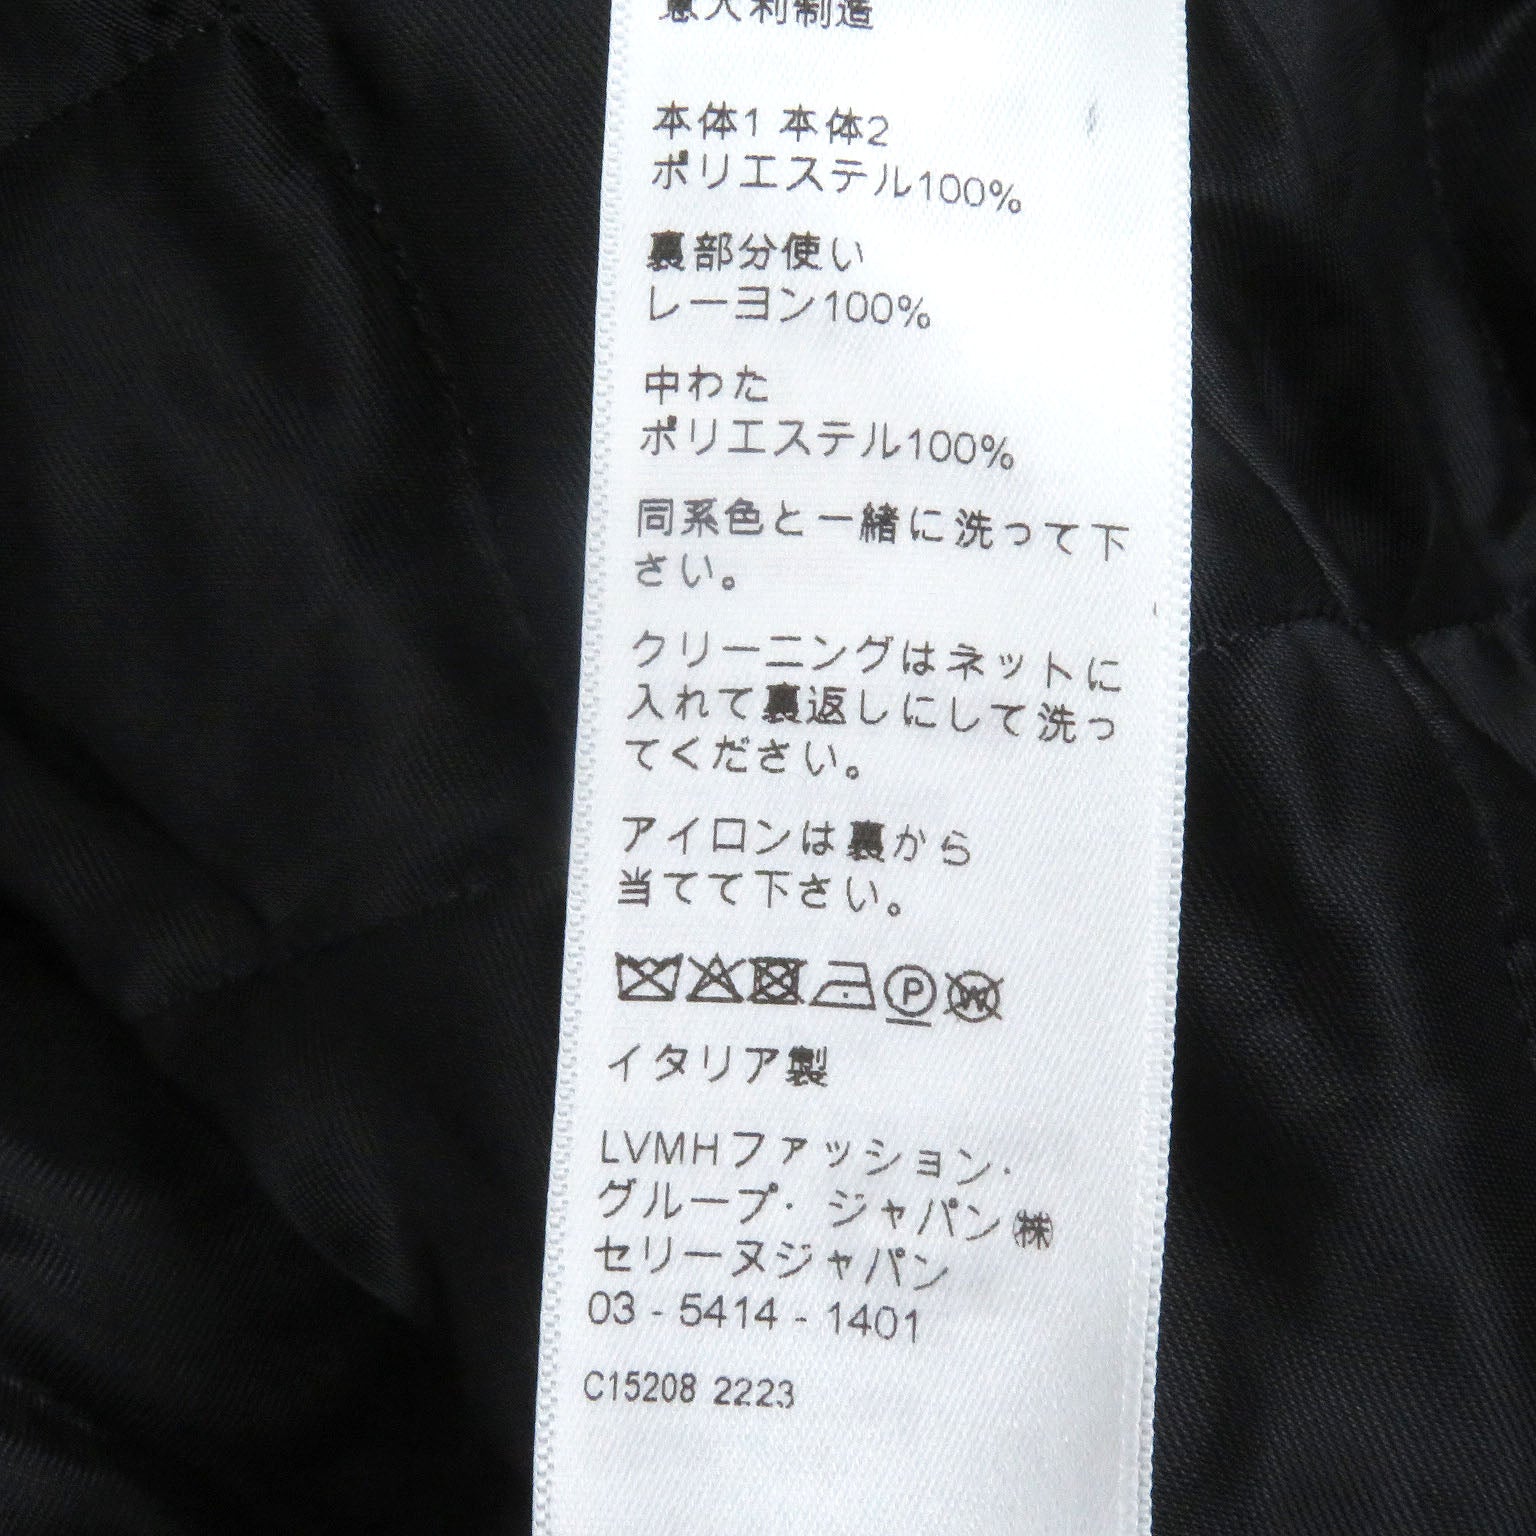 意大利制造
本体1 本体2
ポリエステル100%
裏部分使い
レーヨン100%
中わた
ポリエステル100%
同系色と一緒に洗って下
さい。
クリーニングはネットに
入れて裏返しにして洗っ
てください。
アイロンは裏から
当てて下さい。
P W
イタリア製
LVMHファッション・
グループ・ジャパン㈱
セリーヌジャパン
03 - 5414 - 1401
C15208 2223